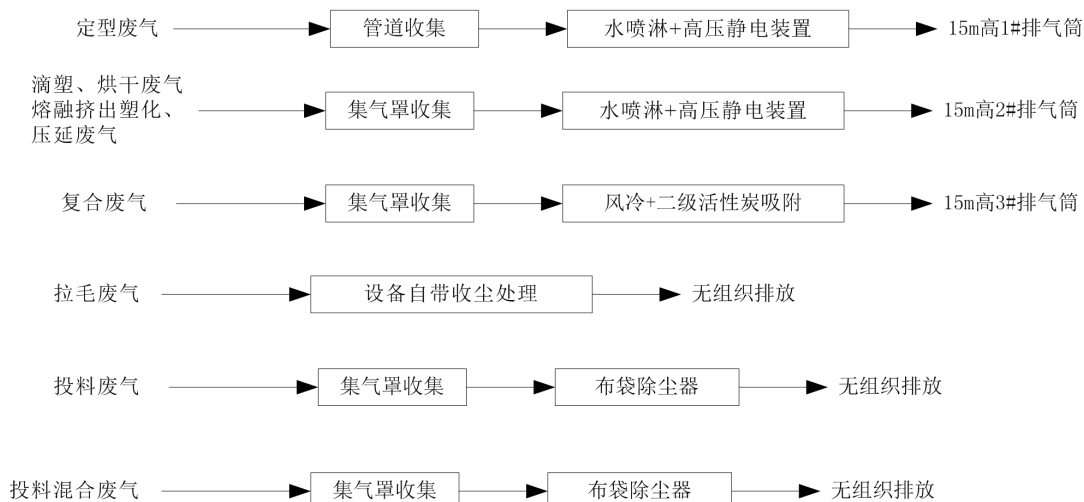 定型废气
管道收集
水喷淋+高压静电装置
15m高1#排气筒
滴塑、烘干废气
熔融挤出塑化、
压延废气
集气罩收集
水喷淋+高压静电装置
15m高2#排气筒
复合废气
集气罩收集
风冷+二级活性炭吸附
15m高3#排气筒
拉毛废气
设备自带收尘处理
无组织排放
投料废气
集气罩收集
布袋除尘器
无组织排放
投料混合废气
集气罩收集
布袋除尘器
无组织排放